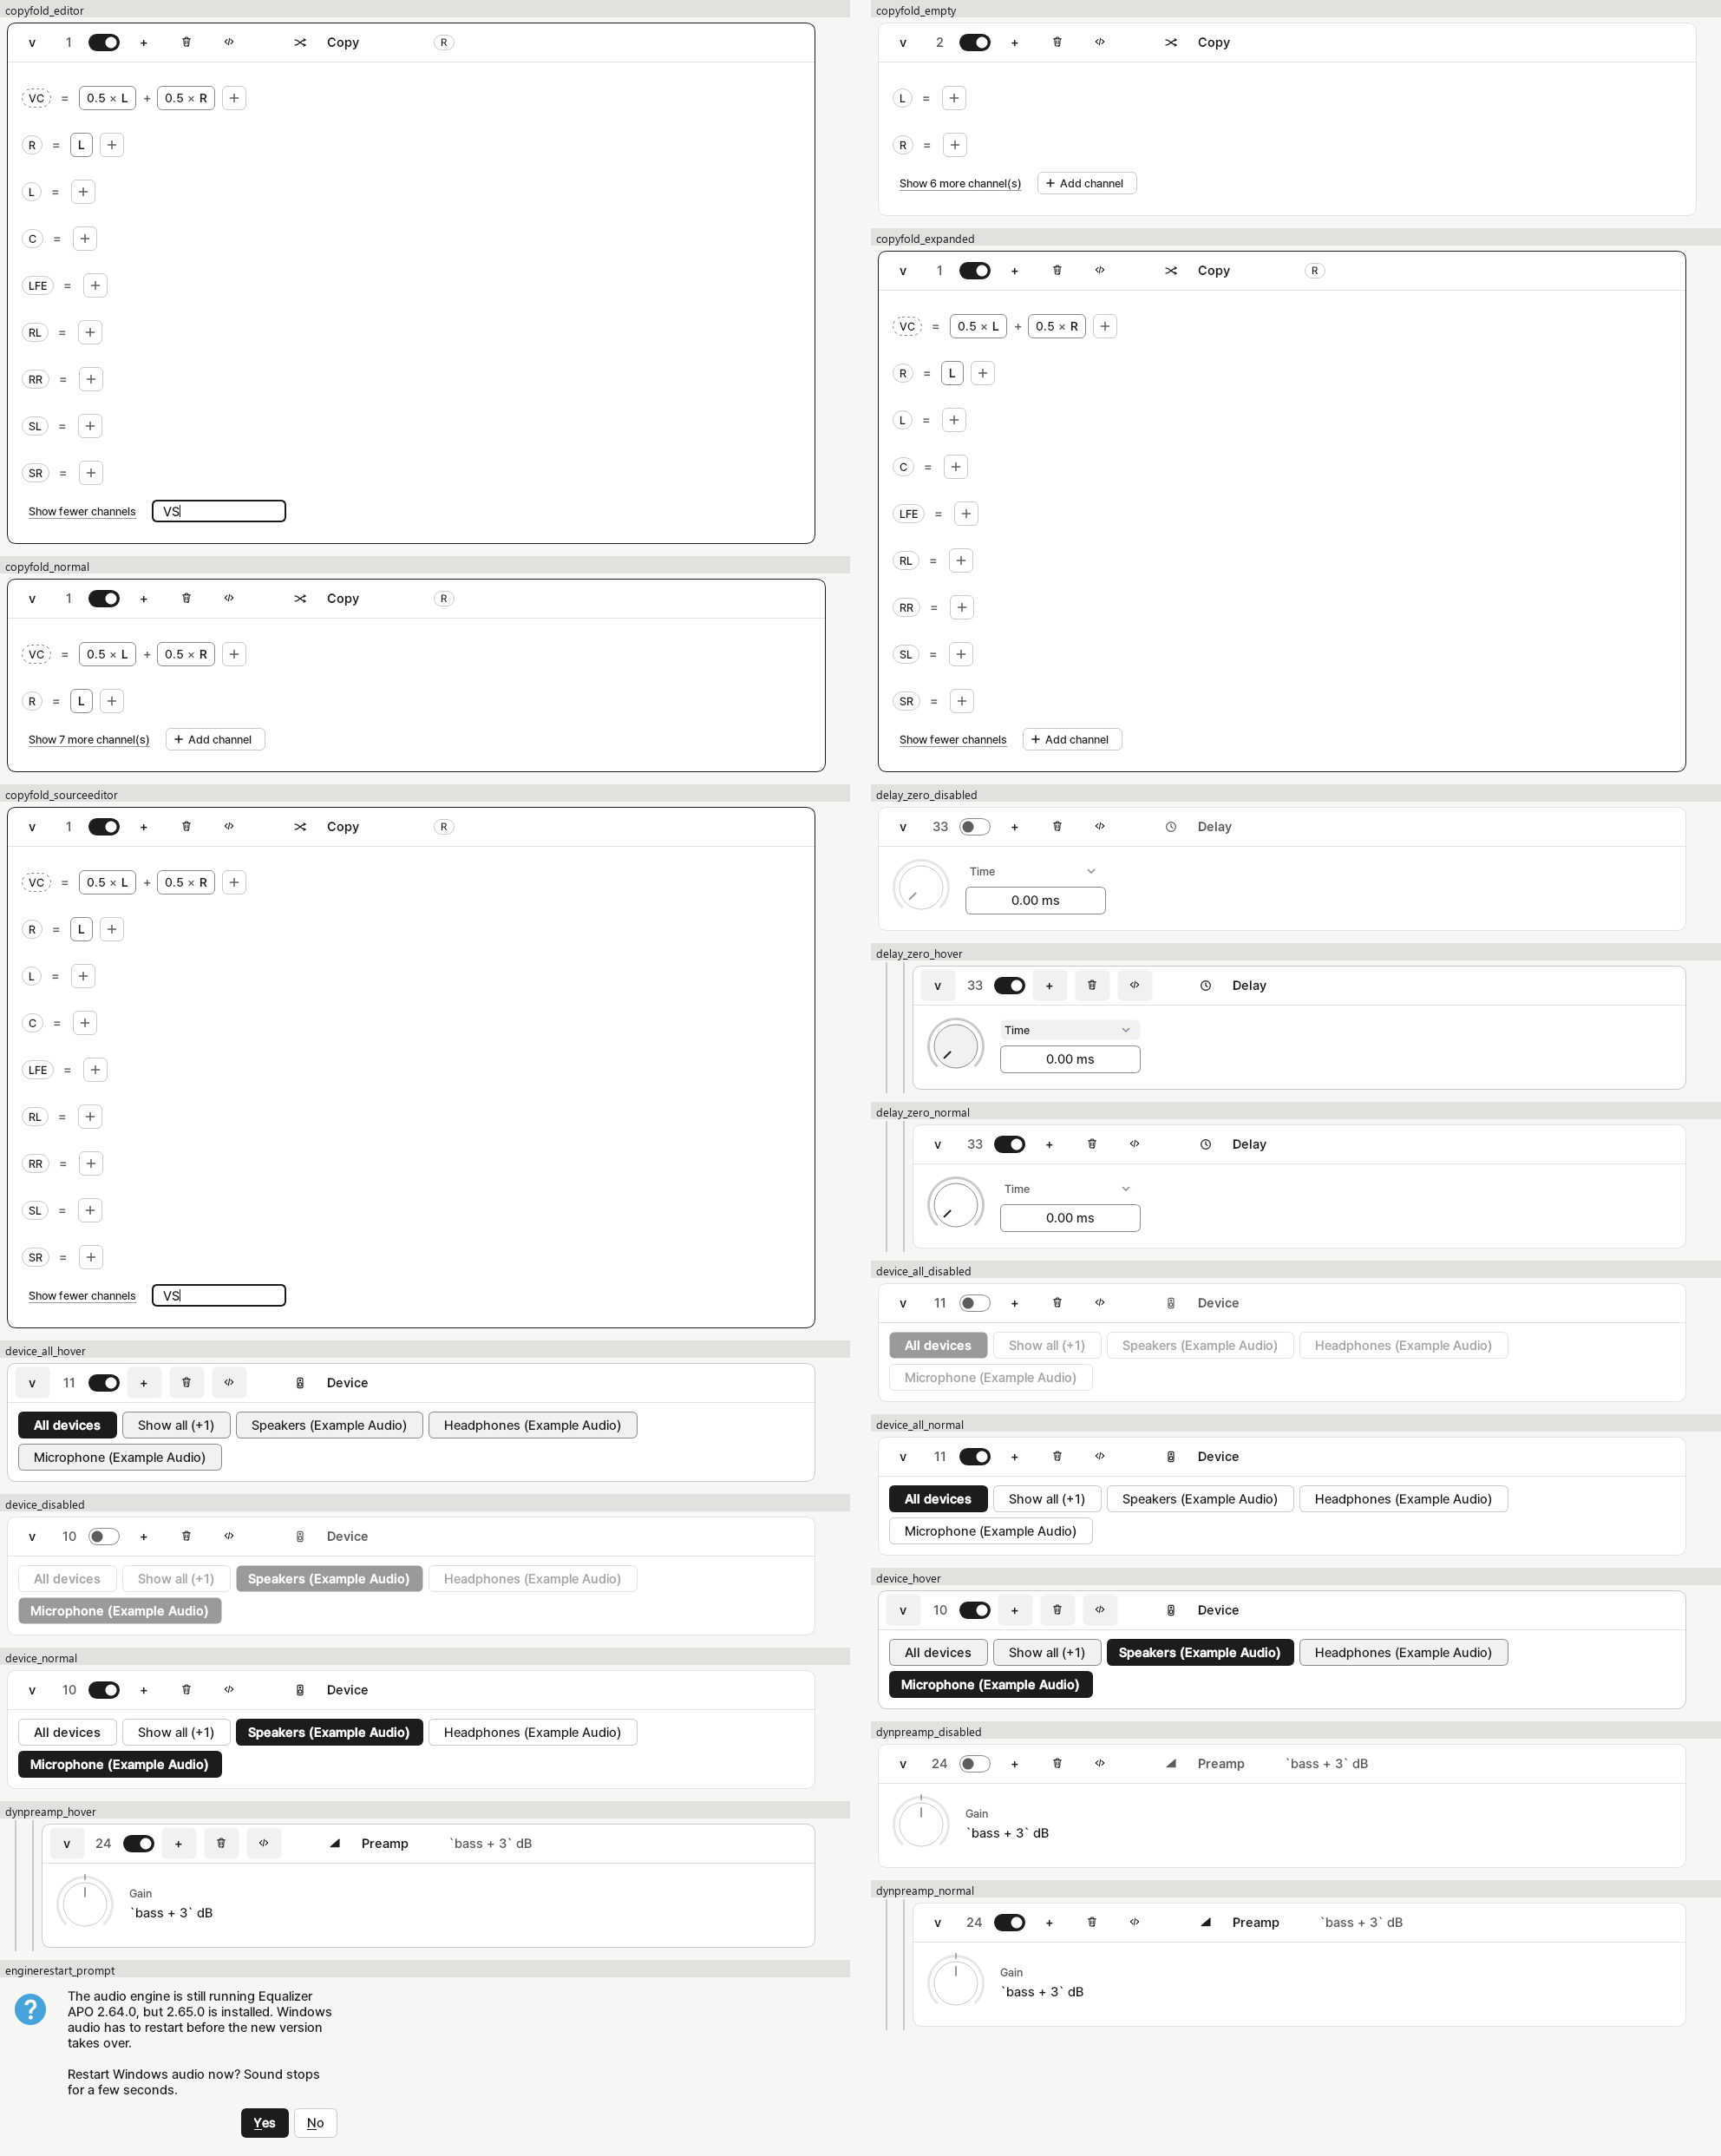 copyfold_editor
v 1 + </> Copy R
VC = 0.5 × L + 0.5 × R +
R = L +
L = +
C = +
LFE = +
RL = +
RR = +
SL = +
SR = +
Show fewer channels VS
copyfold_normal
v 1 + </> Copy R
VC = 0.5 × L + 0.5 × R +
R = L +
Show 7 more channel(s) + Add channel
copyfold_sourceeditor
v 1 + </> Copy R
VC = 0.5 × L + 0.5 × R +
R = L +
L = +
C = +
LFE = +
RL = +
RR = +
SL = +
SR = +
Show fewer channels VS
device_all_hover
v 11 + </> Device
All devices Show all (+1) Speakers (Example Audio) Headphones (Example Audio)
Microphone (Example Audio)
device_disabled
v 10 + </> Device
All devices Show all (+1) Speakers (Example Audio) Headphones (Example Audio)
Microphone (Example Audio)
device_normal
v 10 + </> Device
All devices Show all (+1) Speakers (Example Audio) Headphones (Example Audio)
Microphone (Example Audio)
dynpreamp_hover
v 24 + </> Preamp `bass + 3` dB
Gain
`bass + 3` dB
enginerestart_prompt
The audio engine is still running Equalizer
APO 2.64.0, but 2.65.0 is installed. Windows
audio has to restart before the new version
takes over.
Restart Windows audio now? Sound stops
for a few seconds.
Yes No
copyfold_empty
v 2 + </> Copy
L = +
R = +
Show 6 more channel(s) + Add channel
copyfold_expanded
v 1 + </> Copy R
VC = 0.5 × L + 0.5 × R +
R = L +
L = +
C = +
LFE = +
RL = +
RR = +
SL = +
SR = +
Show fewer channels + Add channel
delay_zero_disabled
v 33 + </> Delay
Time
0.00 ms
delay_zero_hover
v 33 + </> Delay
Time
0.00 ms
delay_zero_normal
v 33 + </> Delay
Time
0.00 ms
device_all_disabled
v 11 + </> Device
All devices Show all (+1) Speakers (Example Audio) Headphones (Example Audio)
Microphone (Example Audio)
device_all_normal
v 11 + </> Device
All devices Show all (+1) Speakers (Example Audio) Headphones (Example Audio)
Microphone (Example Audio)
device_hover
v 10 + </> Device
All devices Show all (+1) Speakers (Example Audio) Headphones (Example Audio)
Microphone (Example Audio)
dynpreamp_disabled
v 24 + </> Preamp `bass + 3` dB
Gain
`bass + 3` dB
dynpreamp_normal
v 24 + </> Preamp `bass + 3` dB
Gain
`bass + 3` dB